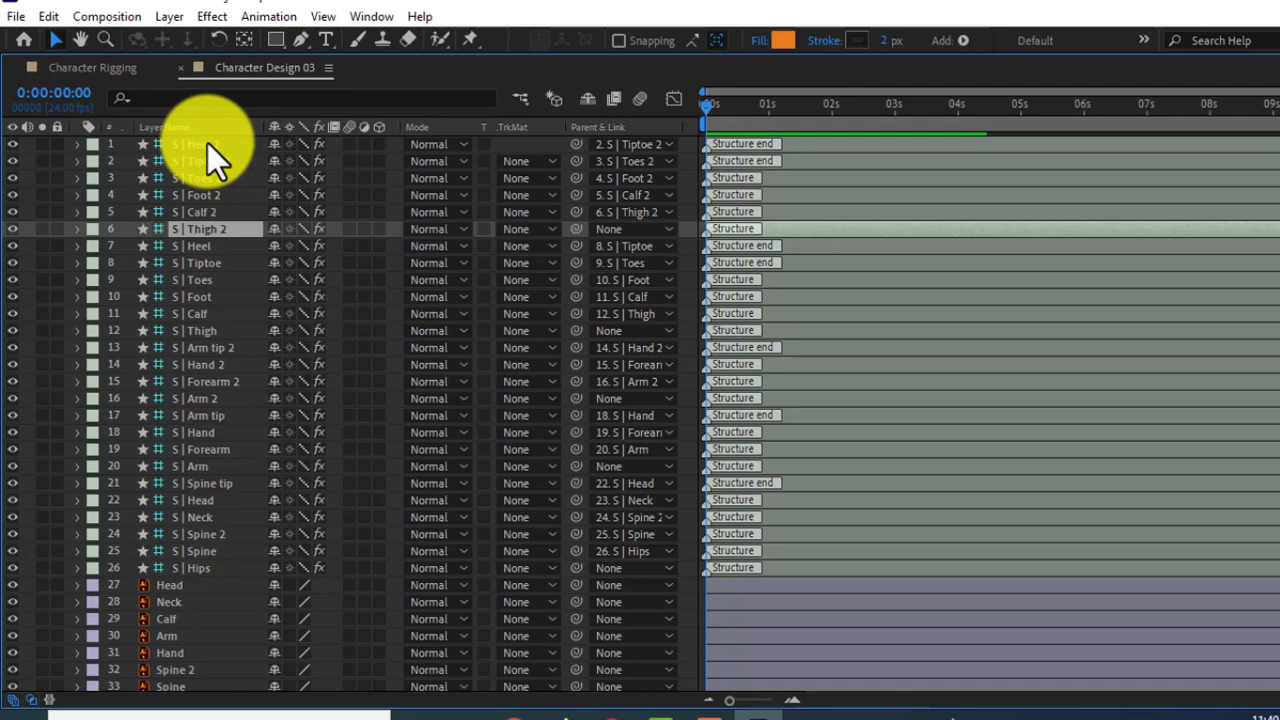 File Edit Composition Layer Effect Animation View Window Help
Snapping Fill: Stroke: 2 px Add: Default » Search Help
Character Rigging × Character Design 03
0:00:00:00
00000 (24.00 fps)
00s 01s 02s 03s 04s 05s 06s 07s 08s 09s
# Layer Name Mode T .TrkMat Parent & Link
1 Normal 2. S | Tiptoe 2 Structure end
2 Normal None 3. S | Toes 2 Structure end
3 Normal None 4. S | Foot 2 Structure
4 S | Foot 2 Normal None 5. S | Calf 2 Structure
5 S | Calf 2 Normal None 6. S | Thigh 2 Structure
6 S | Thigh 2 Normal None None Structure
7 S | Heel Normal None 8. S | Tiptoe Structure end
8 S | Tiptoe Normal None 9. S | Toes Structure end
9 S | Toes Normal None 10. S | Foot Structure
10 S | Foot Normal None 11. S | Calf Structure
11 S | Calf Normal None 12. S | Thigh Structure
12 S | Thigh Normal None None Structure
13 S | Arm tip 2 Normal None 14. S | Hand 2 Structure end
14 S | Hand 2 Normal None 15. S | Forearı Structure
15 S | Forearm 2 Normal None 16. S | Arm 2 Structure
16 S | Arm 2 Normal None None Structure
17 S | Arm tip Normal None 18. S | Hand Structure end
18 S | Hand Normal None 19. S | Forearı Structure
19 S | Forearm Normal None 20. S | Arm Structure
20 S | Arm Normal None None Structure
21 S | Spine tip Normal None 22. S | Head Structure end
22 S | Head Normal None 23. S | Neck Structure
23 S | Neck Normal None 24. S | Spine 2 Structure
24 S | Spine 2 Normal None 25. S | Spine Structure
25 S | Spine Normal None 26. S | Hips Structure
26 S | Hips Normal None None Structure
27 Head Normal None None
28 Neck Normal None None
29 Calf Normal None None
30 Arm Normal None None
31 Hand Normal None None
32 Spine 2 Normal None None
33 Spine Normal None None